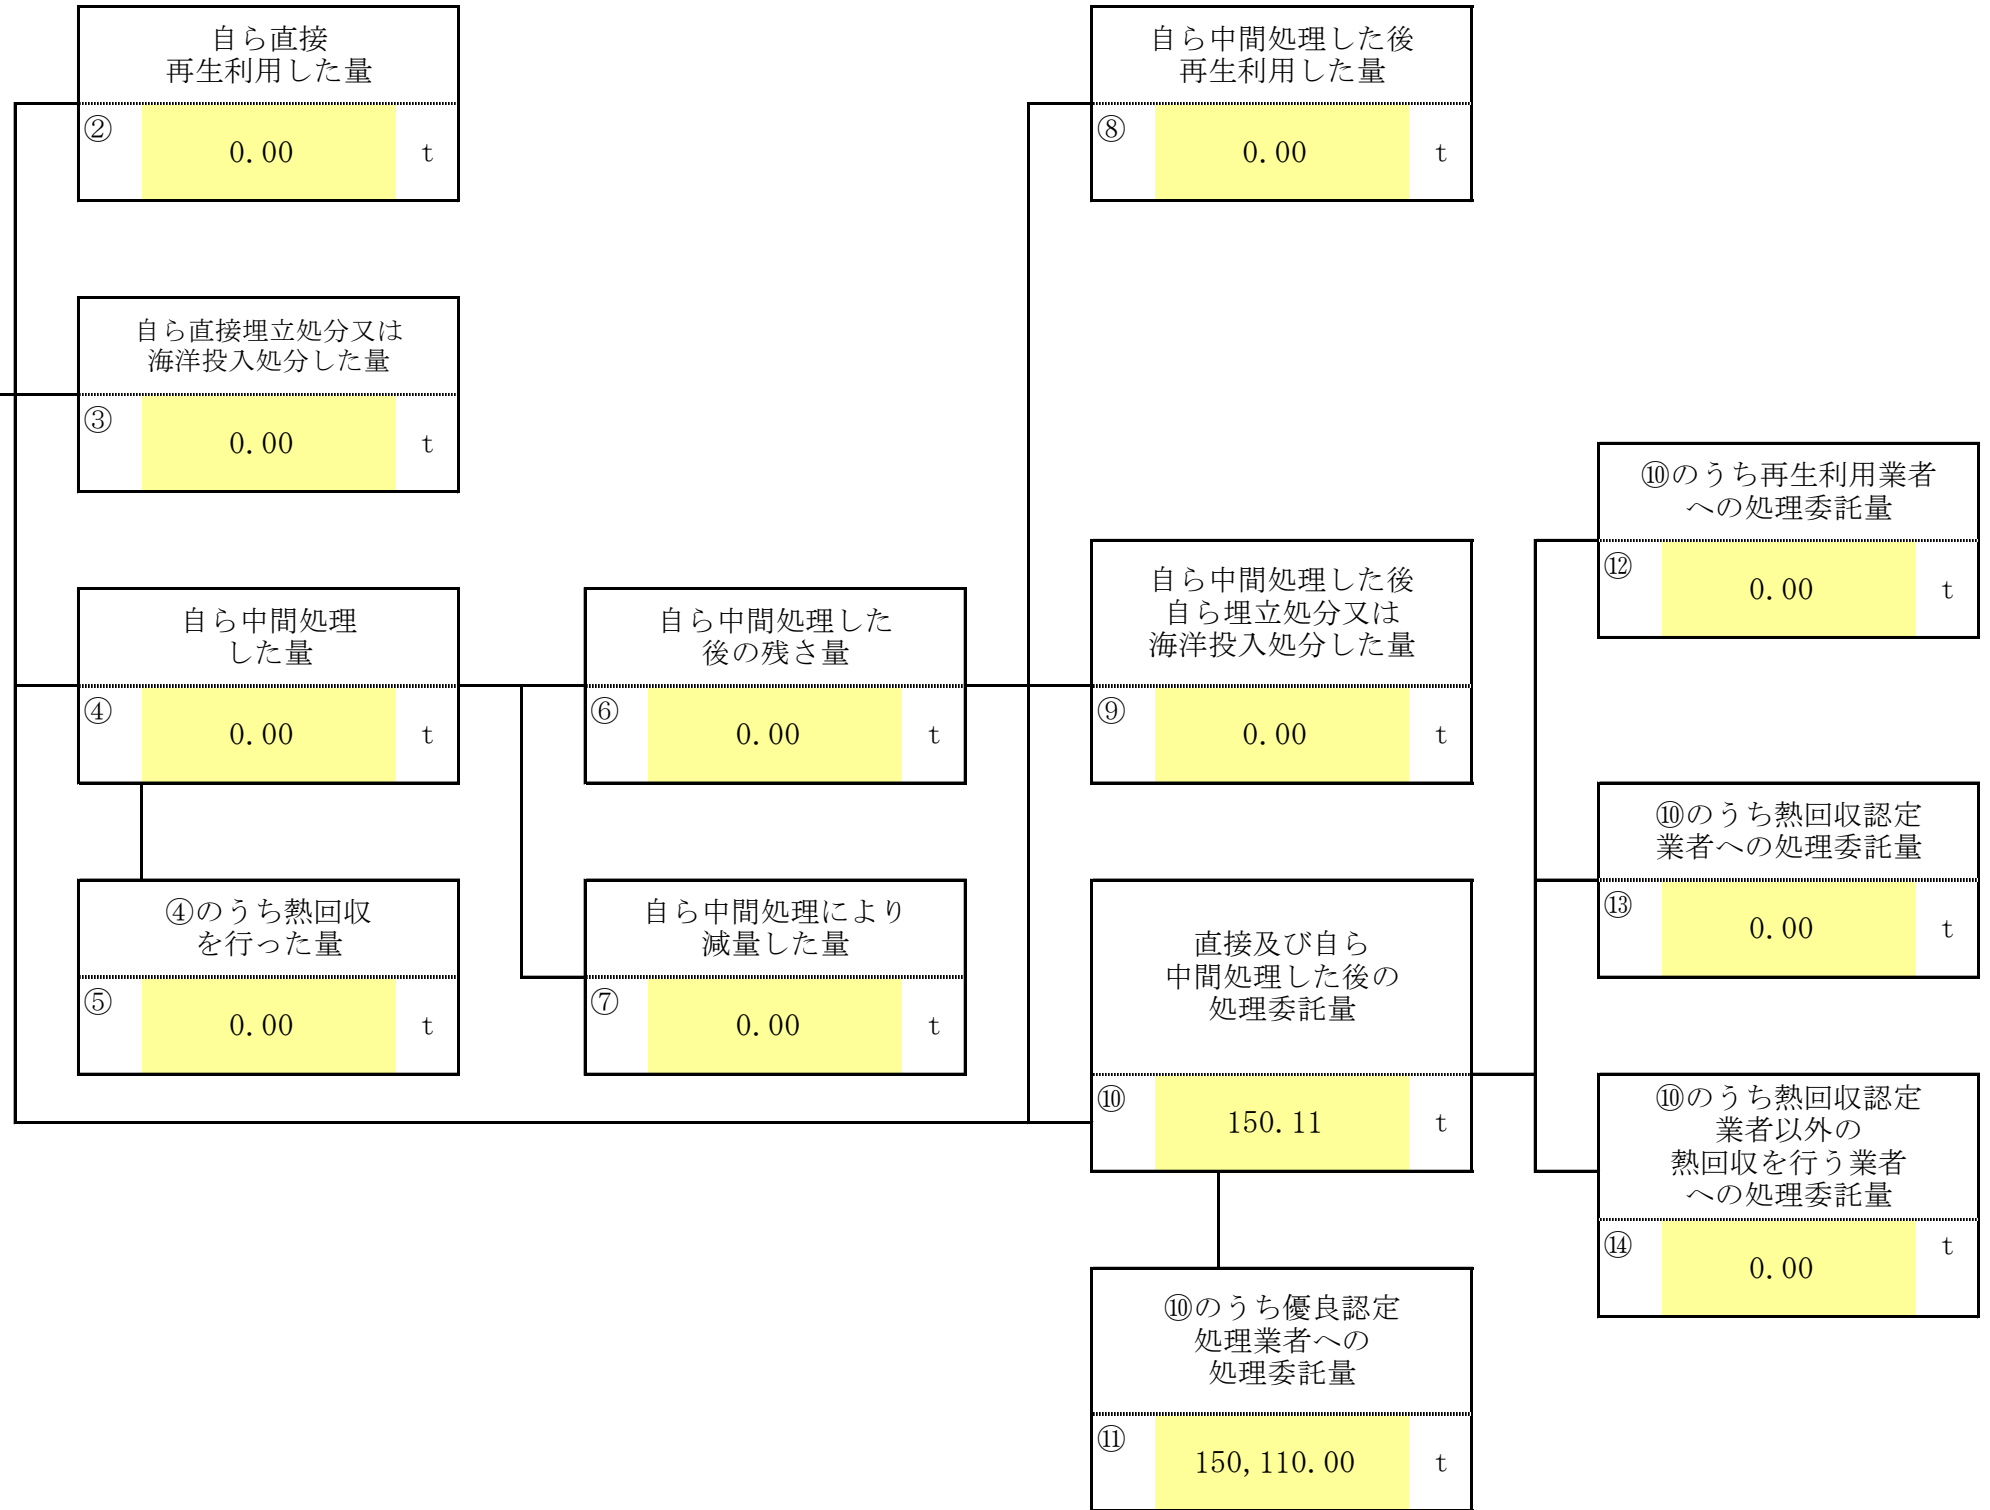 自ら直接
再生利用した量
②
0.00
t
自ら中間処理した後
再生利用した量
⑧
0.00
t
自ら直接埋立処分又は
海洋投入処分した量
③
0.00
t
⑩のうち再生利用業者
への処理委託量
⑫
0.00
t
自ら中間処理
した量
④
0.00
t
自ら中間処理した
後の残さ量
⑥
0.00
t
自ら中間処理した後
自ら埋立処分又は
海洋投入処分した量
⑨
0.00
t
⑩のうち熱回収認定
業者への処理委託量
⑬
0.00
t
④のうち熱回収
を行った量
⑤
0.00
t
自ら中間処理により
減量した量
⑦
0.00
t
直接及び自ら
中間処理した後の
処理委託量
⑩
150.11
t
⑩のうち熱回収認定
業者以外の
熱回収を行う業者
への処理委託量
⑭
0.00
t
⑩のうち優良認定
処理業者への
処理委託量
⑪
150,110.00
t